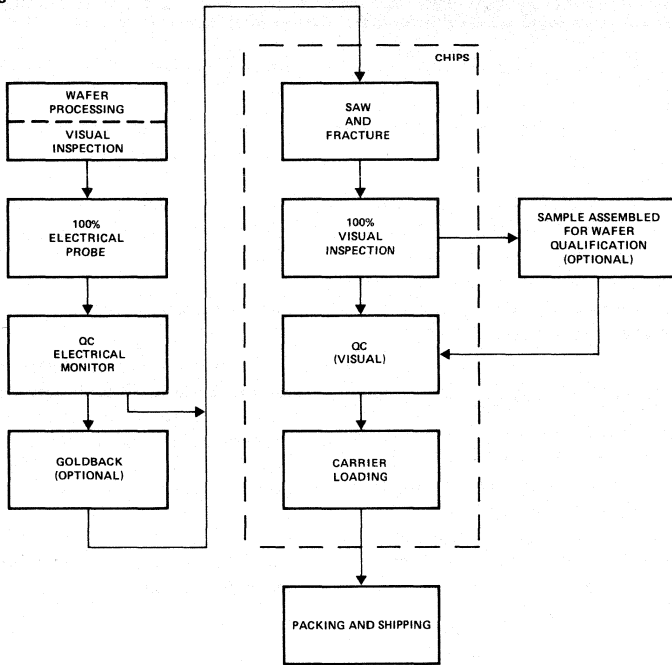 WAFER
PROCESSING
VISUAL
INSPECTION
100%
ELECTRICAL
PROBE
QC
ELECTRICAL
MONITOR
GOLDBACK
(OPTIONAL)
CHIPS
SAW
AND
FRACTURE
100%
VISUAL
INSPECTION
SAMPLE ASSEMBLED
FOR WAFER
QUALIFICATION
(OPTIONAL)
QC
(VISUAL)
CARRIER
LOADING
PACKING AND SHIPPING